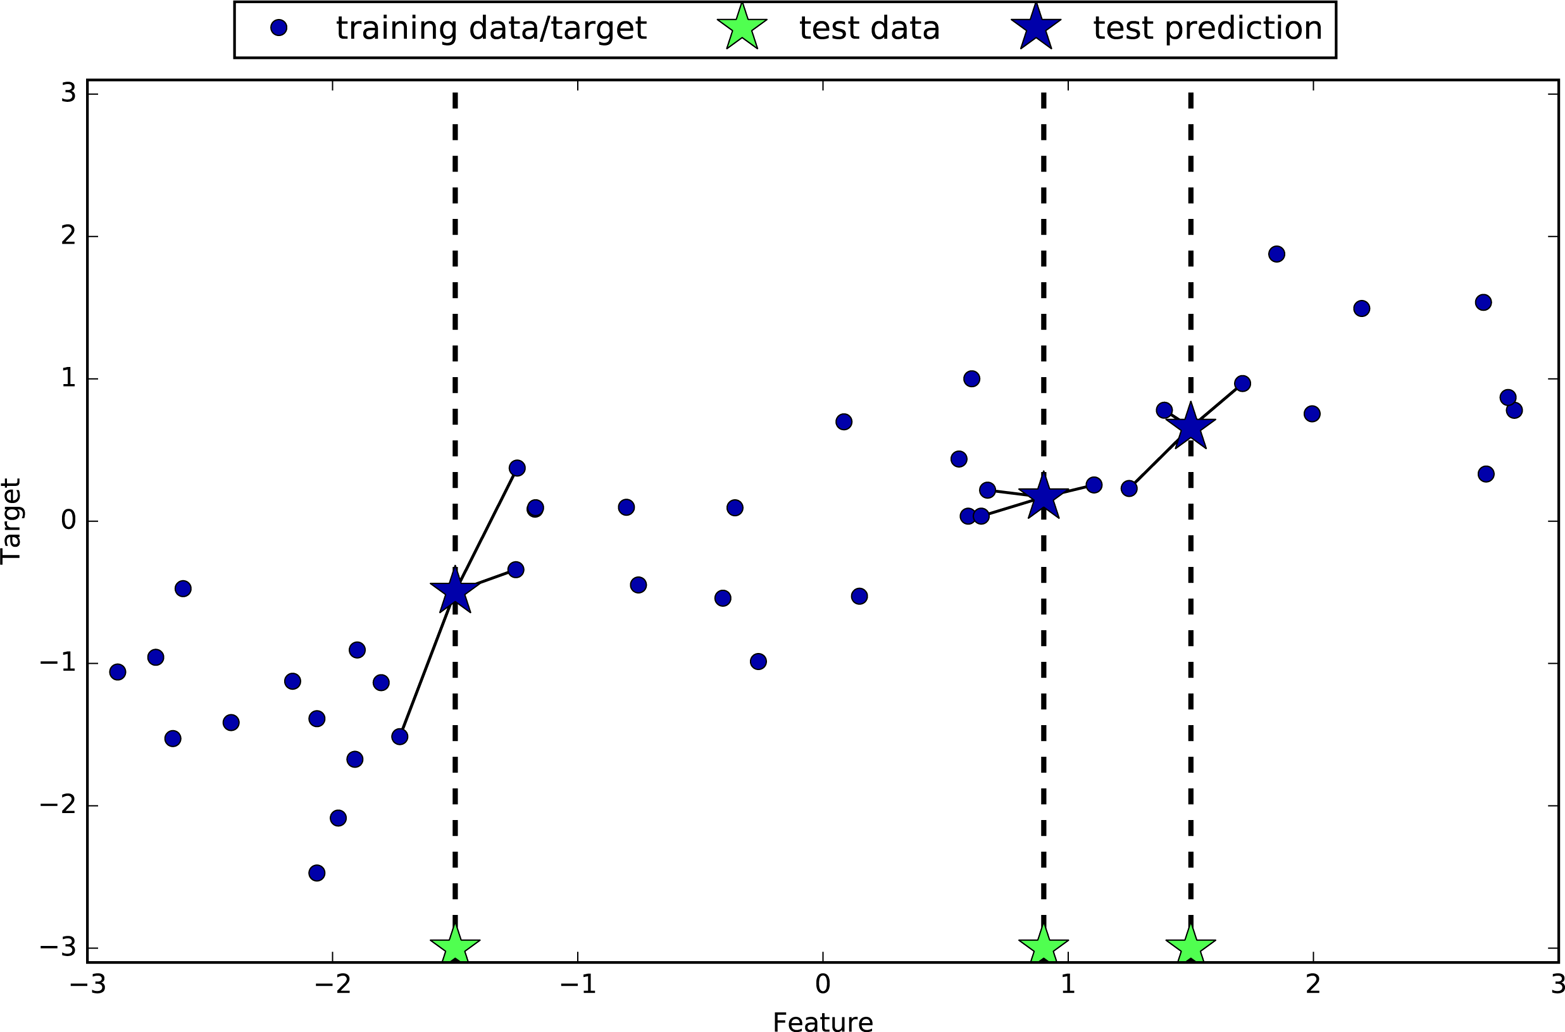 training data/target test data test prediction
3
2
1
0
−1
−2
−3
Target
−3 −2 −1 0 1 2 3
Feature